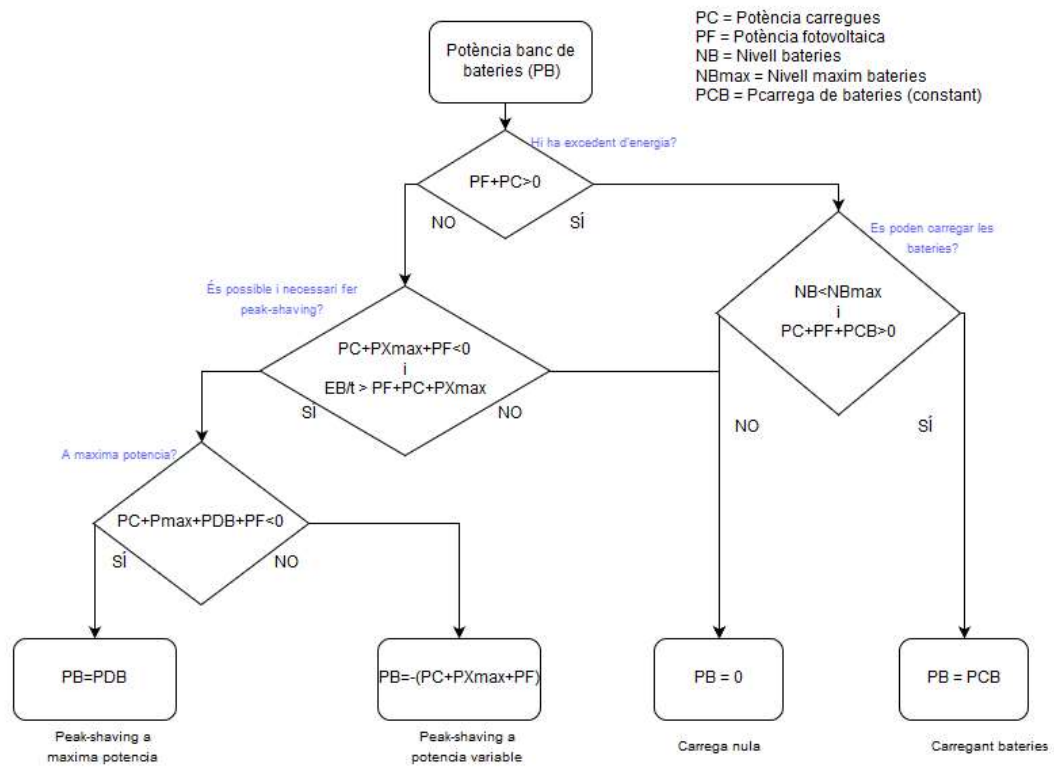 PC = Potència carregues
PF = Potència fotovoltaica
NB = Nivell bateries
NBmax = Nivell maxim bateries
PCB = Pcarrega de bateries (constant)
Potència banc de
bateries (PB)
Hi ha excedent d'energia?
PF+PC>0
NO
SÍ
Es poden carregar les
bateries?
NB<NBmax
i
PC+PF+PCB>0
És possible i necessari fer
peak-shaving?
PC+PXmax+PF<0
i
EB/t > PF+PC+PXmax
SÍ
NO
NO
SÍ
A maxima potencia?
PC+Pmax+PDB+PF<0
SÍ
NO
PB=PDB
PB=-(PC+PXmax+PF)
PB = 0
PB = PCB
Peak-shaving a
maxima potencia
Peak-shaving a
potencia variable
Carrega nula
Carregant bateries